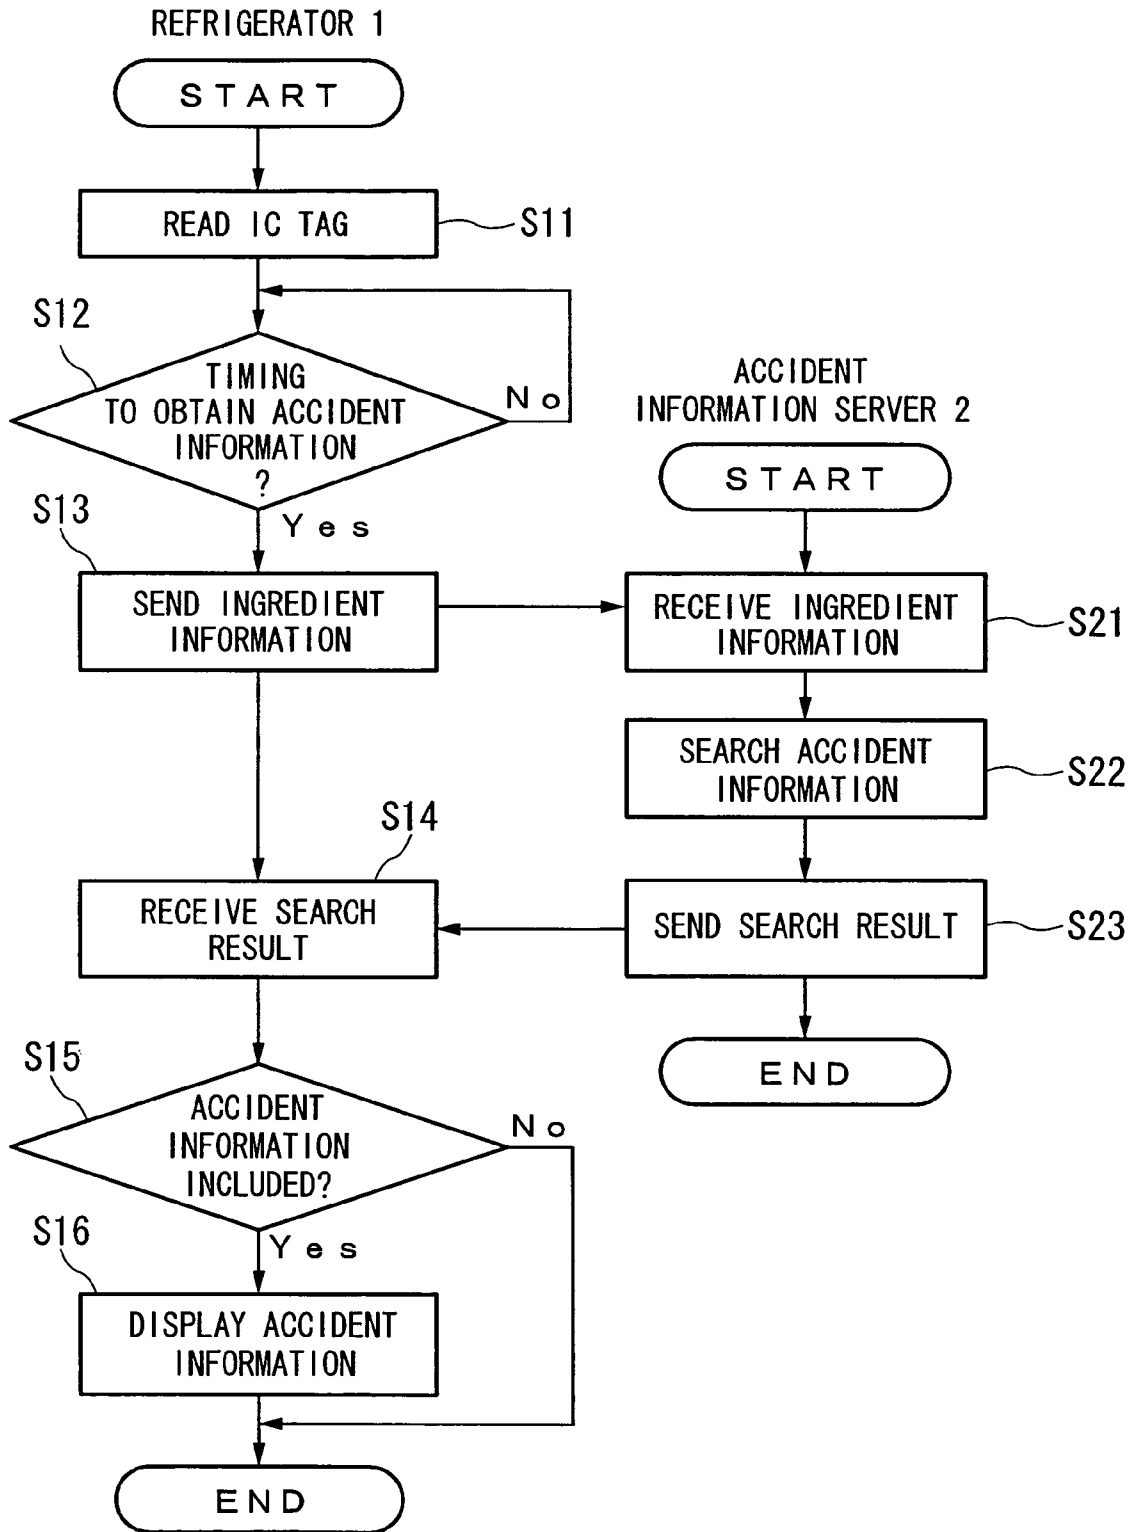 REFRIGERATOR 1
START
READ IC TAG
S11
S12
TIMING
TO OBTAIN ACCIDENT
INFORMATION
?
No
Yes
S13
SEND INGREDIENT
INFORMATION
S14
RECEIVE SEARCH
RESULT
S15
ACCIDENT
INFORMATION
INCLUDED?
No
Yes
S16
DISPLAY ACCIDENT
INFORMATION
END
ACCIDENT
INFORMATION SERVER 2
START
RECEIVE INGREDIENT
INFORMATION
S21
SEARCH ACCIDENT
INFORMATION
S22
SEND SEARCH RESULT
S23
END